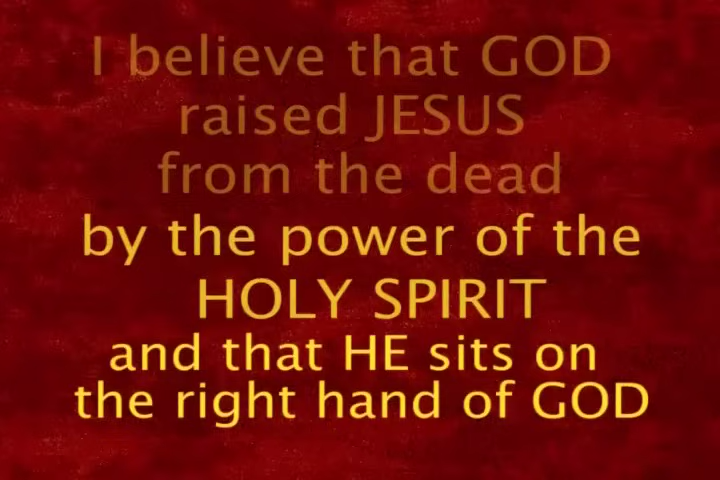 I believe that GOD
raised JESUS
from the dead
by the power of the
HOLY SPIRIT
and that HE sits on
the right hand of GOD